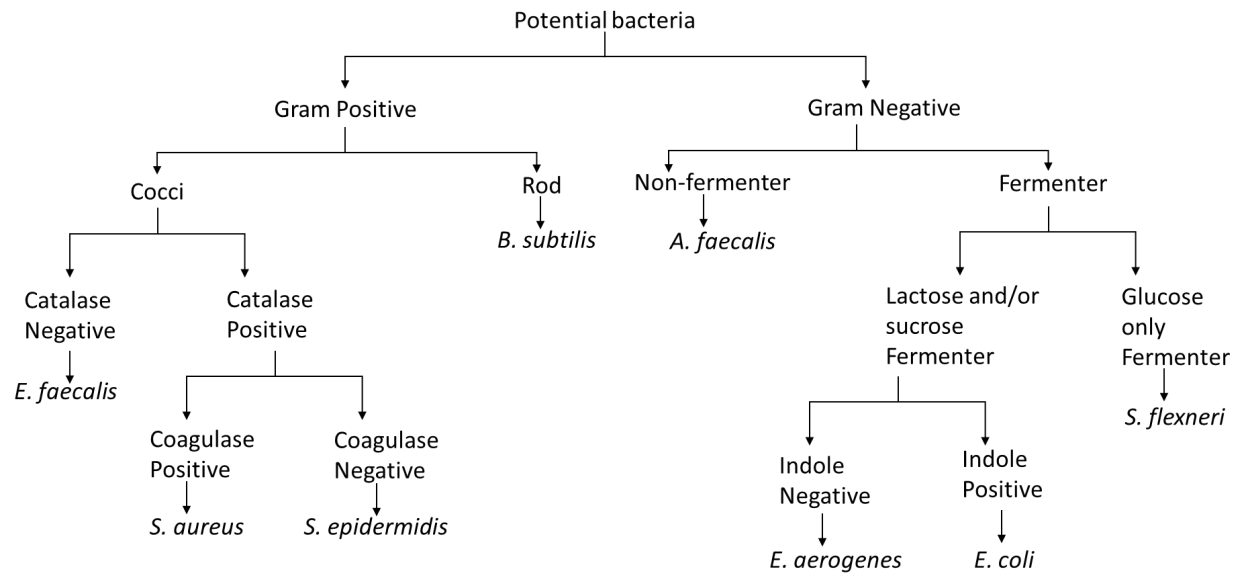 Potential bacteria
Gram Positive
Gram Negative
Cocci
Rod
Non-fermenter
Fermenter
B. subtilis
A. faecalis
Catalase
Negative
Catalase
Positive
Lactose and/or
sucrose
Fermenter
Glucose
only
Fermenter
E. faecalis
S. flexneri
Coagulase
Positive
Coagulase
Negative
Indole
Negative
Indole
Positive
S. aureus
S. epidermidis
E. aerogenes
E. coli